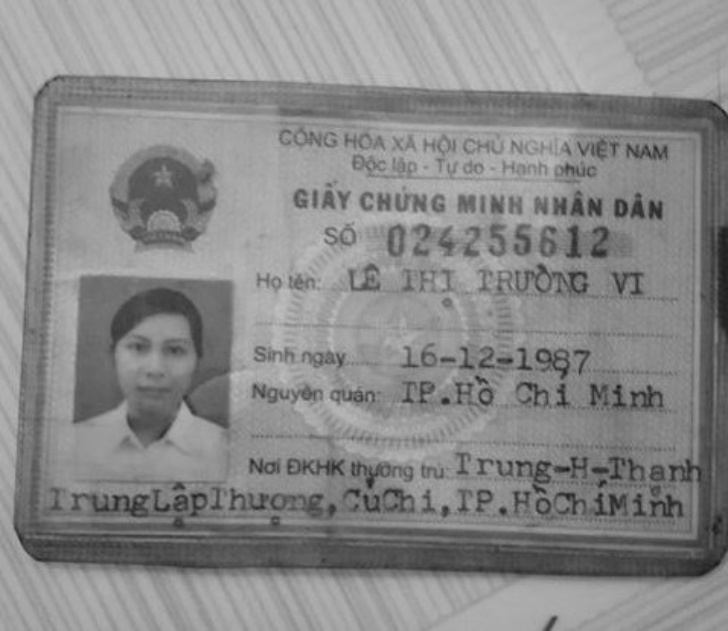 CỘNG HÒA XÃ HỘI CHỦ NGHĨA VIỆT NAM
Độc lập - Tự do - Hạnh phúc
GIẤY CHỨNG MINH NHÂN DÂN
SỐ 024255612
Họ tên: LÊ THỊ TRƯỜNG VI
Sinh ngày 16-12-1987
Nguyên quán: TP.Hồ Chí Minh
Nơi ĐKHK thường trú: Trung-H-Thạnh
TrungLậpThượng,CủChi,TP.HồChíMinh